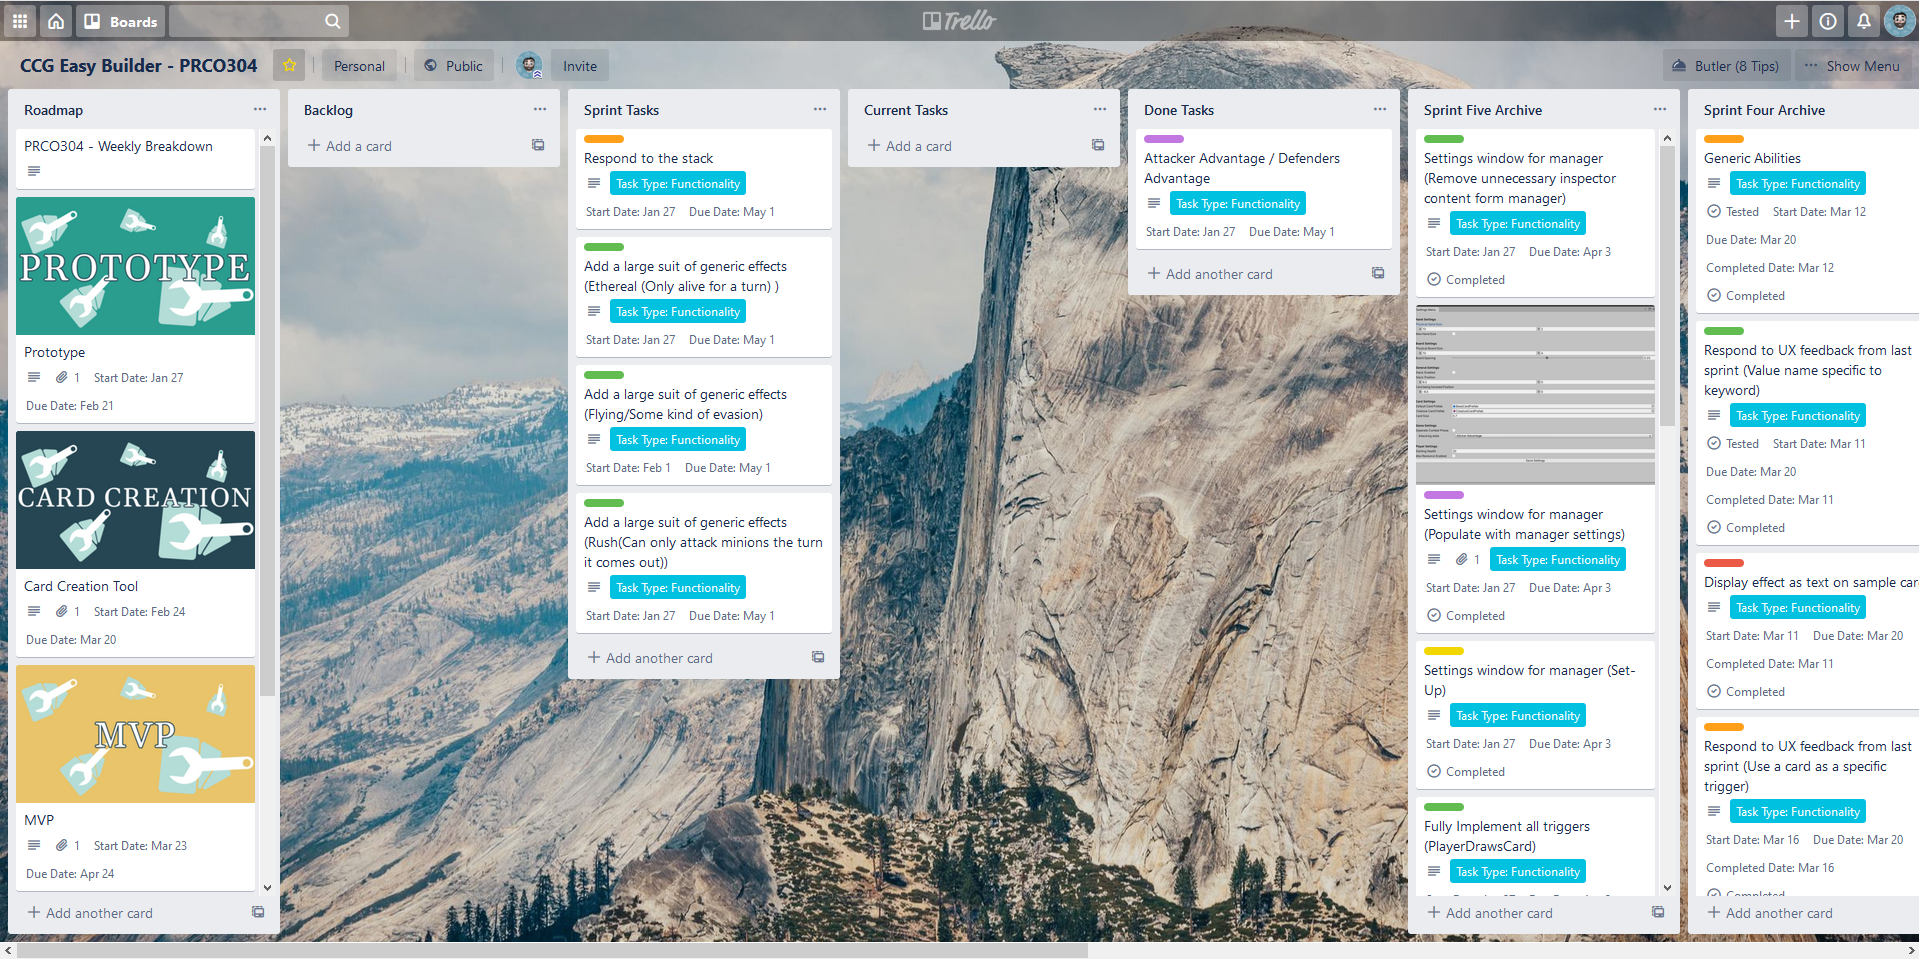 Boards
Trello
CCG Easy Builder - PRCO304
Personal
Public
Invite
Butler (8 Tips)
Show Menu
Roadmap
PRCO304 - Weekly Breakdown
PROTOTYPE
Prototype
1 Start Date: Jan 27
Due Date: Feb 21
CARD CREATION
Card Creation Tool
1 Start Date: Feb 24
Due Date: Mar 20
MVP
MVP
1 Start Date: Mar 23
Due Date: Apr 24
+ Add another card
Backlog
+ Add a card
Sprint Tasks
Respond to the stack
Task Type: Functionality
Start Date: Jan 27 Due Date: May 1
Add a large suit of generic effects
(Ethereal (Only alive for a turn) )
Task Type: Functionality
Start Date: Jan 27 Due Date: May 1
Add a large suit of generic effects
(Flying/Some kind of evasion)
Task Type: Functionality
Start Date: Feb 1 Due Date: May 1
Add a large suit of generic effects
(Rush(Can only attack minions the turn
it comes out))
Task Type: Functionality
Start Date: Jan 27 Due Date: May 1
+ Add another card
Current Tasks
+ Add a card
Done Tasks
Attacker Advantage / Defenders
Advantage
Task Type: Functionality
Start Date: Jan 27 Due Date: May 1
+ Add another card
Sprint Five Archive
Settings window for manager
(Remove unnecessary inspector
content form manager)
Task Type: Functionality
Start Date: Jan 27 Due Date: Apr 3
Completed
Settings window for manager
(Populate with manager settings)
1 Task Type: Functionality
Start Date: Jan 27 Due Date: Apr 3
Completed
Settings window for manager (Set-
Up)
Task Type: Functionality
Start Date: Jan 27 Due Date: Apr 3
Completed
Fully Implement all triggers
(PlayerDrawsCard)
Task Type: Functionality
+ Add another card
Sprint Four Archive
Generic Abilities
Task Type: Functionality
Tested Start Date: Mar 12
Due Date: Mar 20
Completed Date: Mar 12
Completed
Respond to UX feedback from last
sprint (Value name specific to
keyword)
Task Type: Functionality
Tested Start Date: Mar 11
Due Date: Mar 20
Completed Date: Mar 11
Completed
Display effect as text on sample car
Task Type: Functionality
Start Date: Mar 11 Due Date: Mar 20
Completed Date: Mar 11
Completed
Respond to UX feedback from last
sprint (Use a card as a specific
trigger)
Task Type: Functionality
Start Date: Mar 16 Due Date: Mar 20
Completed Date: Mar 16
Completed
+ Add another card